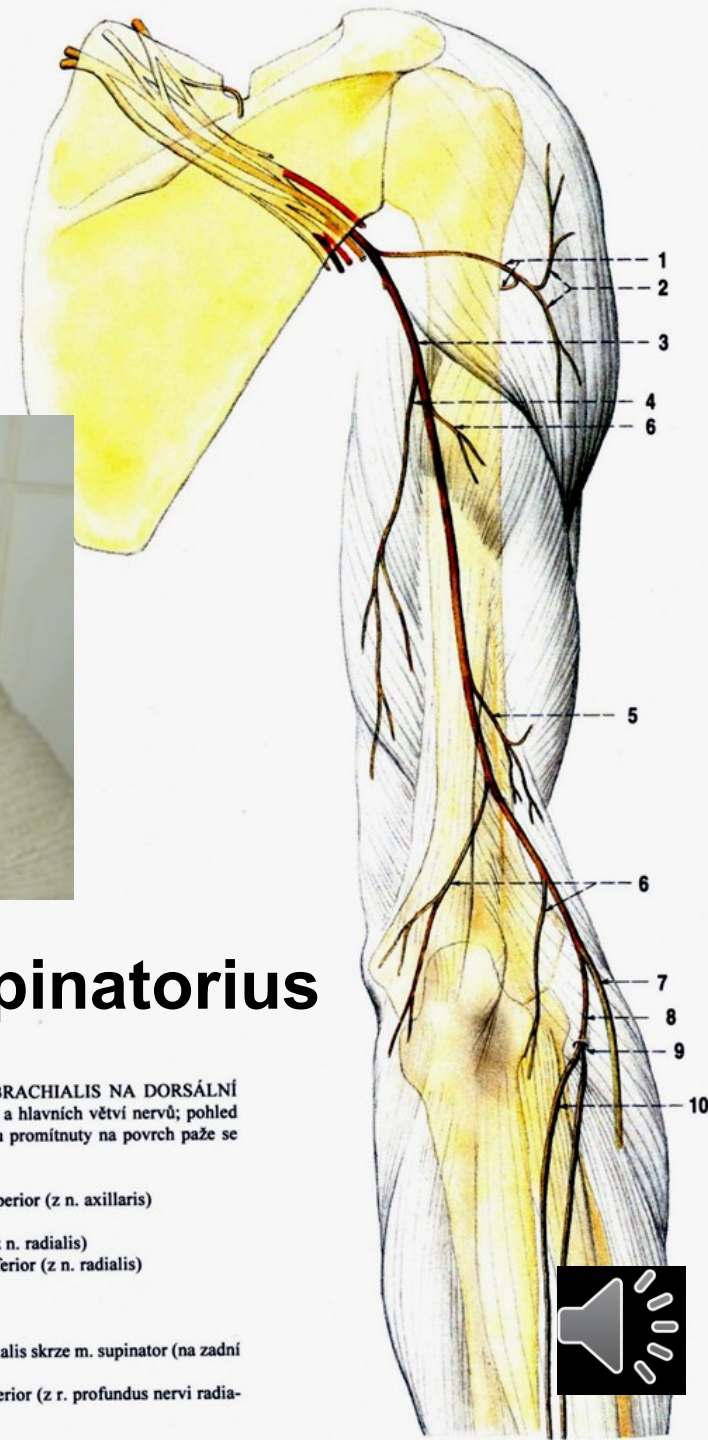 1
2
3
4
6
5
6
7
8
9
10
pinatorius
BRACHIALIS NA DORSÁLNÍ
a hlavních větví nervů; pohled
promítnuty na povrch paže se
perior (z n. axillaris)
n. radialis)
erior (z n. radialis)
alis skrze m. supinator (na zadní
erior (z r. profundus nervi radia-